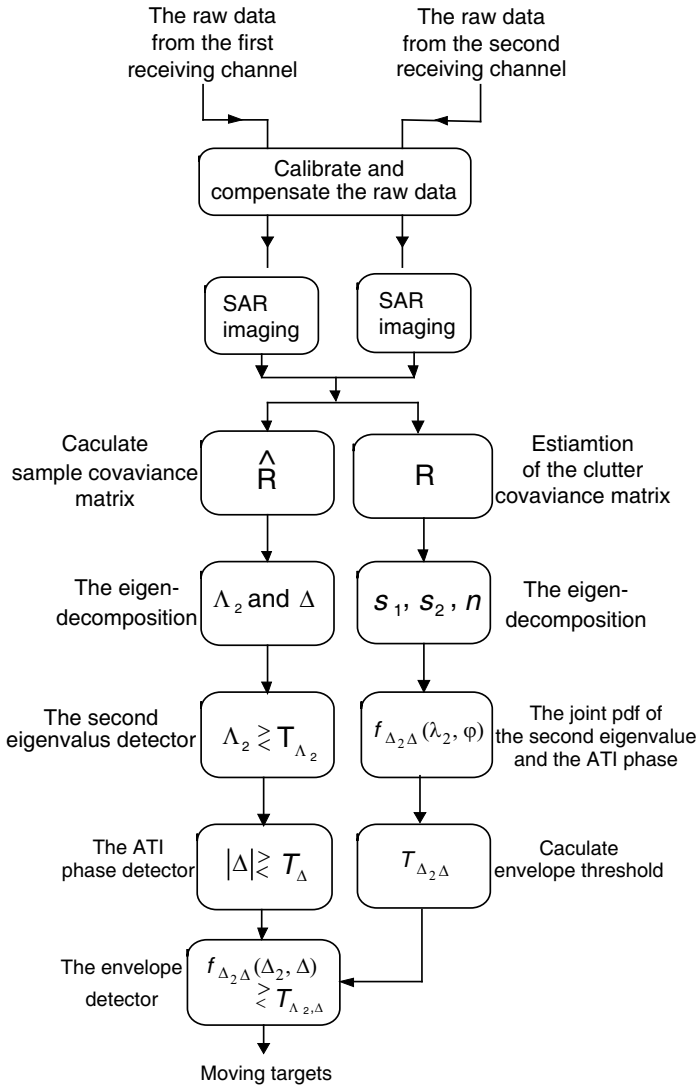 The raw data
from the first
receiving channel
The raw data
from the second
receiving channel
Calibrate and
compensate the raw data
SAR
imaging
SAR
imaging
Caculate
sample covaviance
matrix
^
R
R
Estiamtion
of the clutter
covaviance matrix
The eigen-
decomposition
Λ₂ and Δ
s₁, s₂, n
The eigen-
decomposition
The second
eigenvalus detector
Λ₂ ≷ T_Λ₂
f_Δ₂Δ(λ₂, φ)
The joint pdf of
the second eigenvalue
and the ATI phase
The ATI
phase detector
|Δ| ≷ T_Δ
T_Δ₂Δ
Caculate
envelope threshold
The envelope
detector
f_Δ₂Δ(Δ₂, Δ)
≷ T_Λ₂,Δ
Moving targets